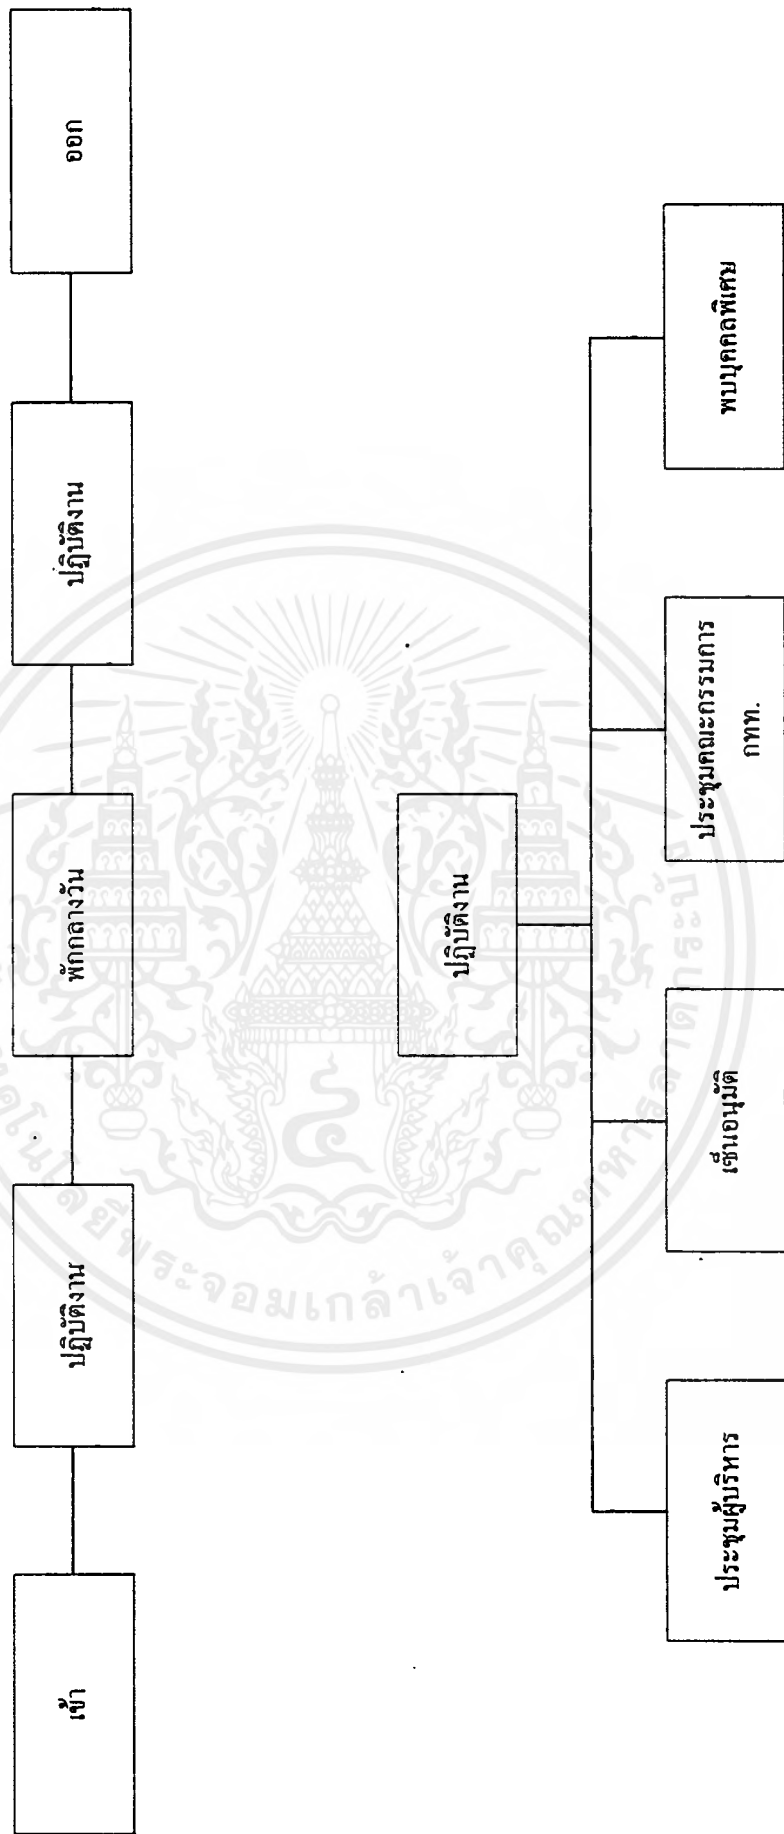 เข้า
ปฏิบัติงาน
พักกลางวัน
ปฏิบัติงาน
ออก
ปฏิบัติงาน
ประชุมผู้บริหาร
เซ็นอนุมัติ
ประชุมคณะกรรมการ
กทท.
พบบุคคลพิเศษ